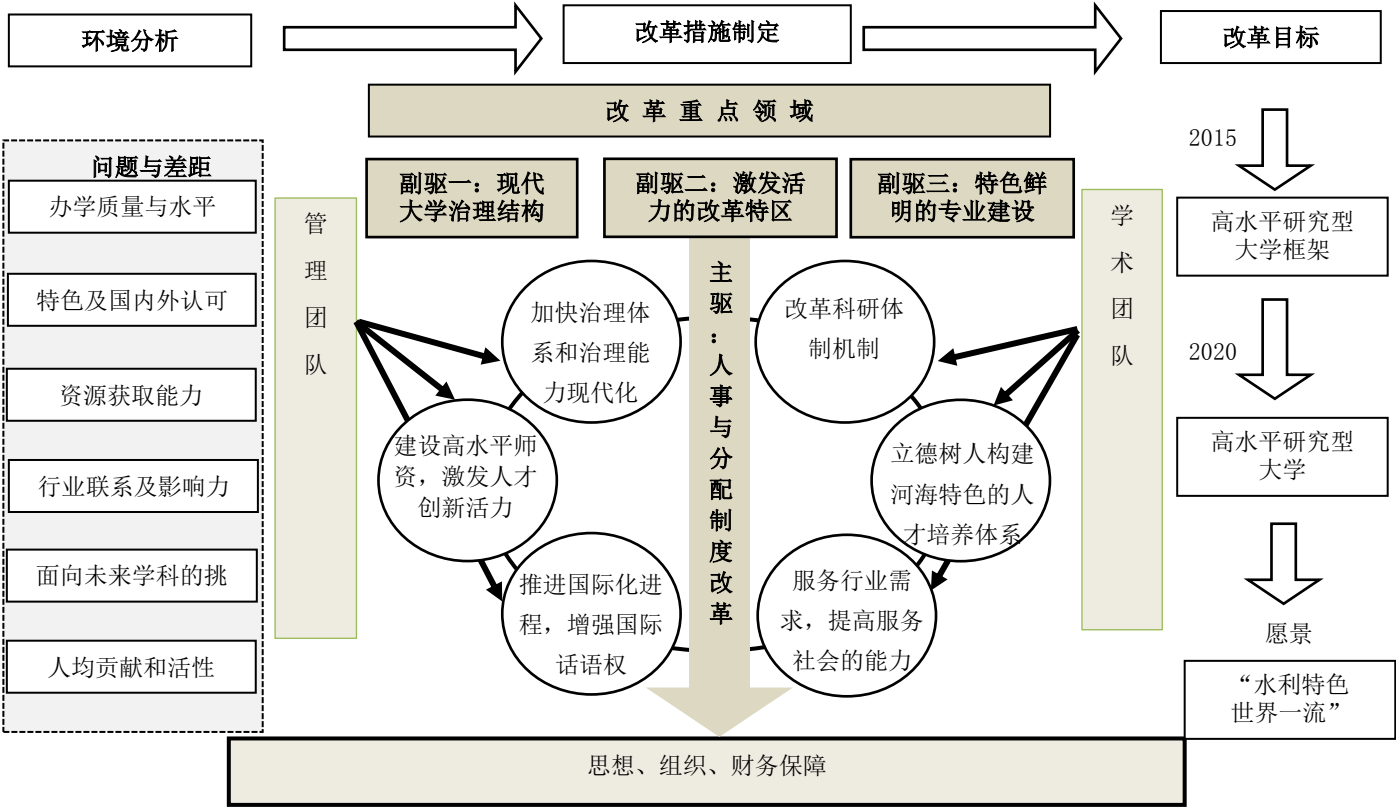 环境分析
改革措施制定
改革目标
改革重点领域
问题与差距
办学质量与水平
特色及国内外认可
资源获取能力
行业联系及影响力
面向未来学科的挑
人均贡献和活性
管理团队
副驱一：现代
大学治理结构
副驱二：激发活
力的改革特区
副驱三：特色鲜
明的专业建设
主驱：人事与分配制度改革
加快治理体
系和治理能
力现代化
建设高水平师
资，激发人才
创新活力
推进国际化进
程，增强国际
话语权
改革科研体
制机制
立德树人构建
河海特色的人
才培养体系
服务行业需
求，提高服务
社会的能力
学术团队
2015
高水平研究型
大学框架
2020
高水平研究型
大学
愿景
“水利特色
世界一流”
思想、组织、财务保障